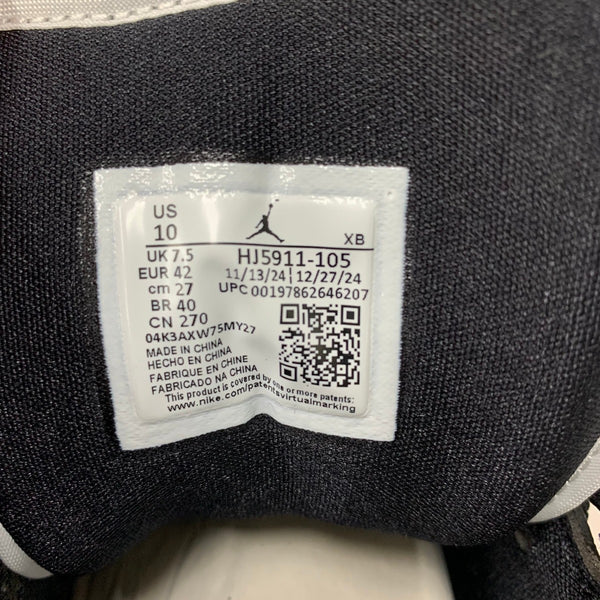 US
10
XB
UK 7.5
HJ5911-105
EUR 42
11/13/24 | 12/27/24
cm 27
UPC 00197862646207
BR 40
CN 270
04K3AXW75MY27
MADE IN CHINA
HECHO EN CHINA
FABRIQUE EN CHINE
FABRICADO NA CHINA
This product is covered by one or more patents:
www.nike.com/patentsvirtualmarking